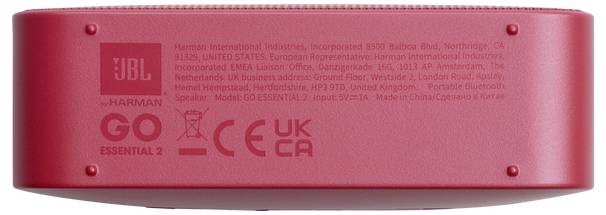 JBL
by HARMAN
Harman International Industries, Incorporated 8500 Balboa Blvd, Northridge, CA
91329, UNITED STATES. European Representative: Harman International Industries,
Incorporated EMEA Liaison Office, Danzigerkade 16G, 1013 AP Amsterdam, The
Netherlands. UK business address: Ground Floor, Westside 2, London Road, Apsley,
Hemel Hempstead, Hertfordshire, HP3 9TD, United Kingdom. Portable Bluetooth
Speaker Model: GO ESSENTIAL 2 Input: 5V⎓1A Made in China/Сделано в Китае
GO
ESSENTIAL 2
CE
UK
CA